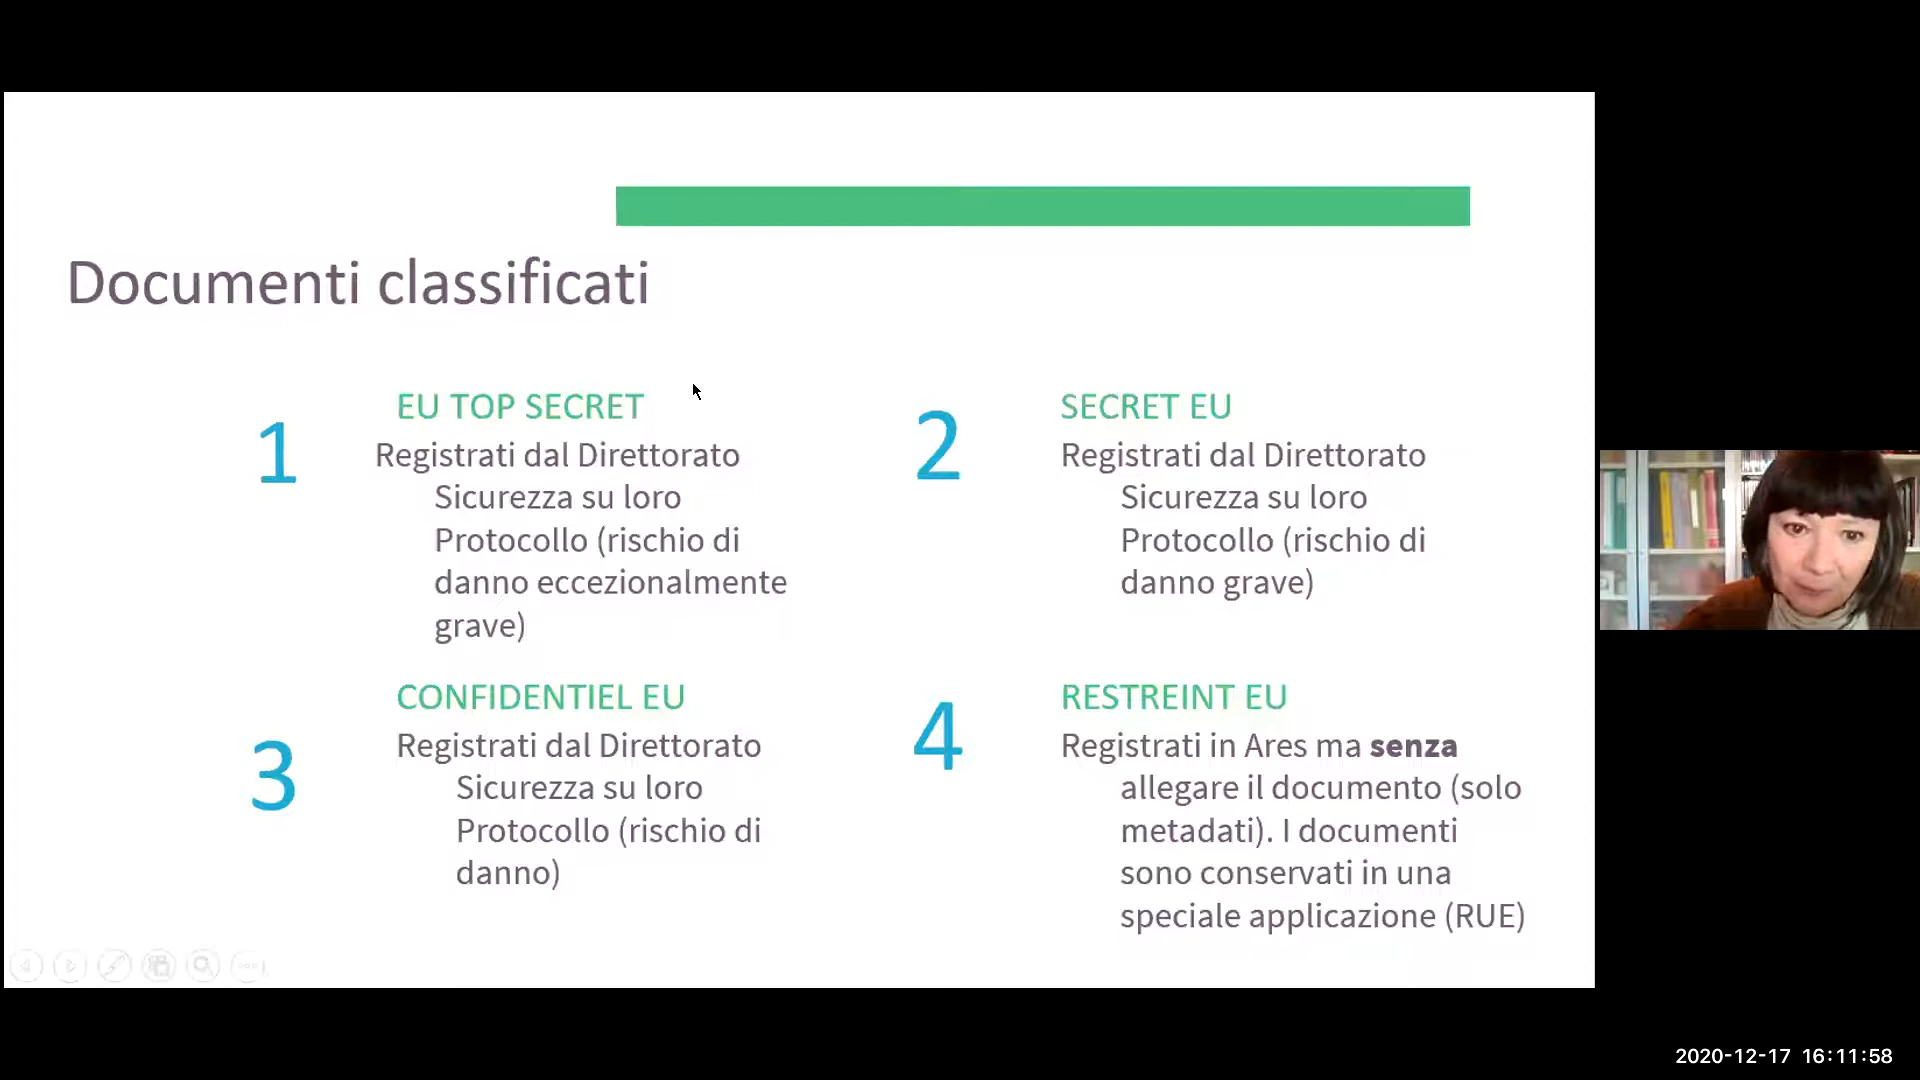 Documenti classificati
1
EU TOP SECRET
Registrati dal Direttorato
Sicurezza su loro
Protocollo (rischio di
danno eccezionalmente
grave)
2
SECRET EU
Registrati dal Direttorato
Sicurezza su loro
Protocollo (rischio di
danno grave)
3
CONFIDENTIEL EU
Registrati dal Direttorato
Sicurezza su loro
Protocollo (rischio di
danno)
4
RESTREINT EU
Registrati in Ares ma senza
allegare il documento (solo
metadati). I documenti
sono conservati in una
speciale applicazione (RUE)
2020-12-17 16:11:58